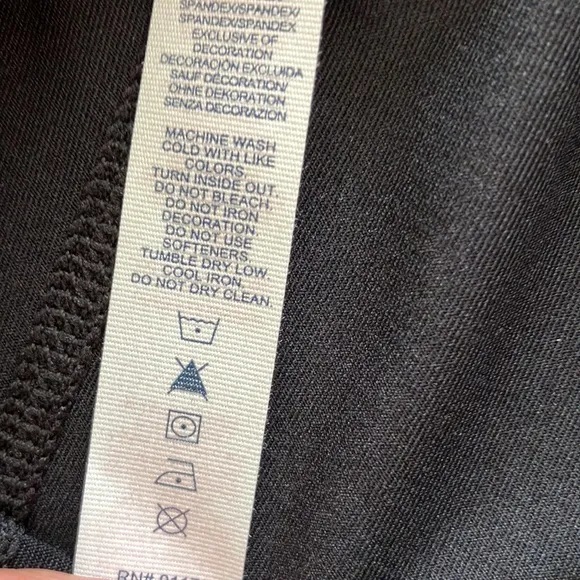 SPANDEX/SPANDEX/
SPANDEX/SPANDEX
EXCLUSIVE OF
DECORATION
DECORACIÓN EXCLUIDA
SAUF DÉCORATION/
OHNE DEKORATION
SENZA DECORAZION
MACHINE WASH
COLD WITH LIKE
COLORS.
TURN INSIDE OUT.
DO NOT BLEACH.
DO NOT IRON
DECORATION.
DO NOT USE
SOFTENERS.
TUMBLE DRY LOW.
COOL IRON.
DO NOT DRY CLEAN.
RN#